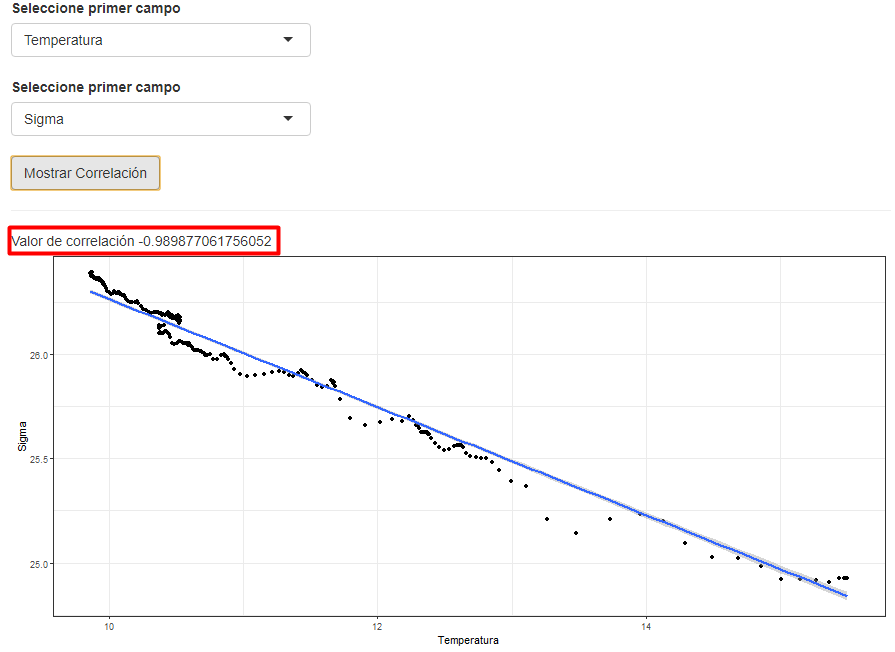 Seleccione primer campo
Temperatura
Seleccione primer campo
Sigma
Mostrar Correlación
Valor de correlación -0.989877061756052
26.0
25.5
25.0
Sigma
10
12
14
Temperatura